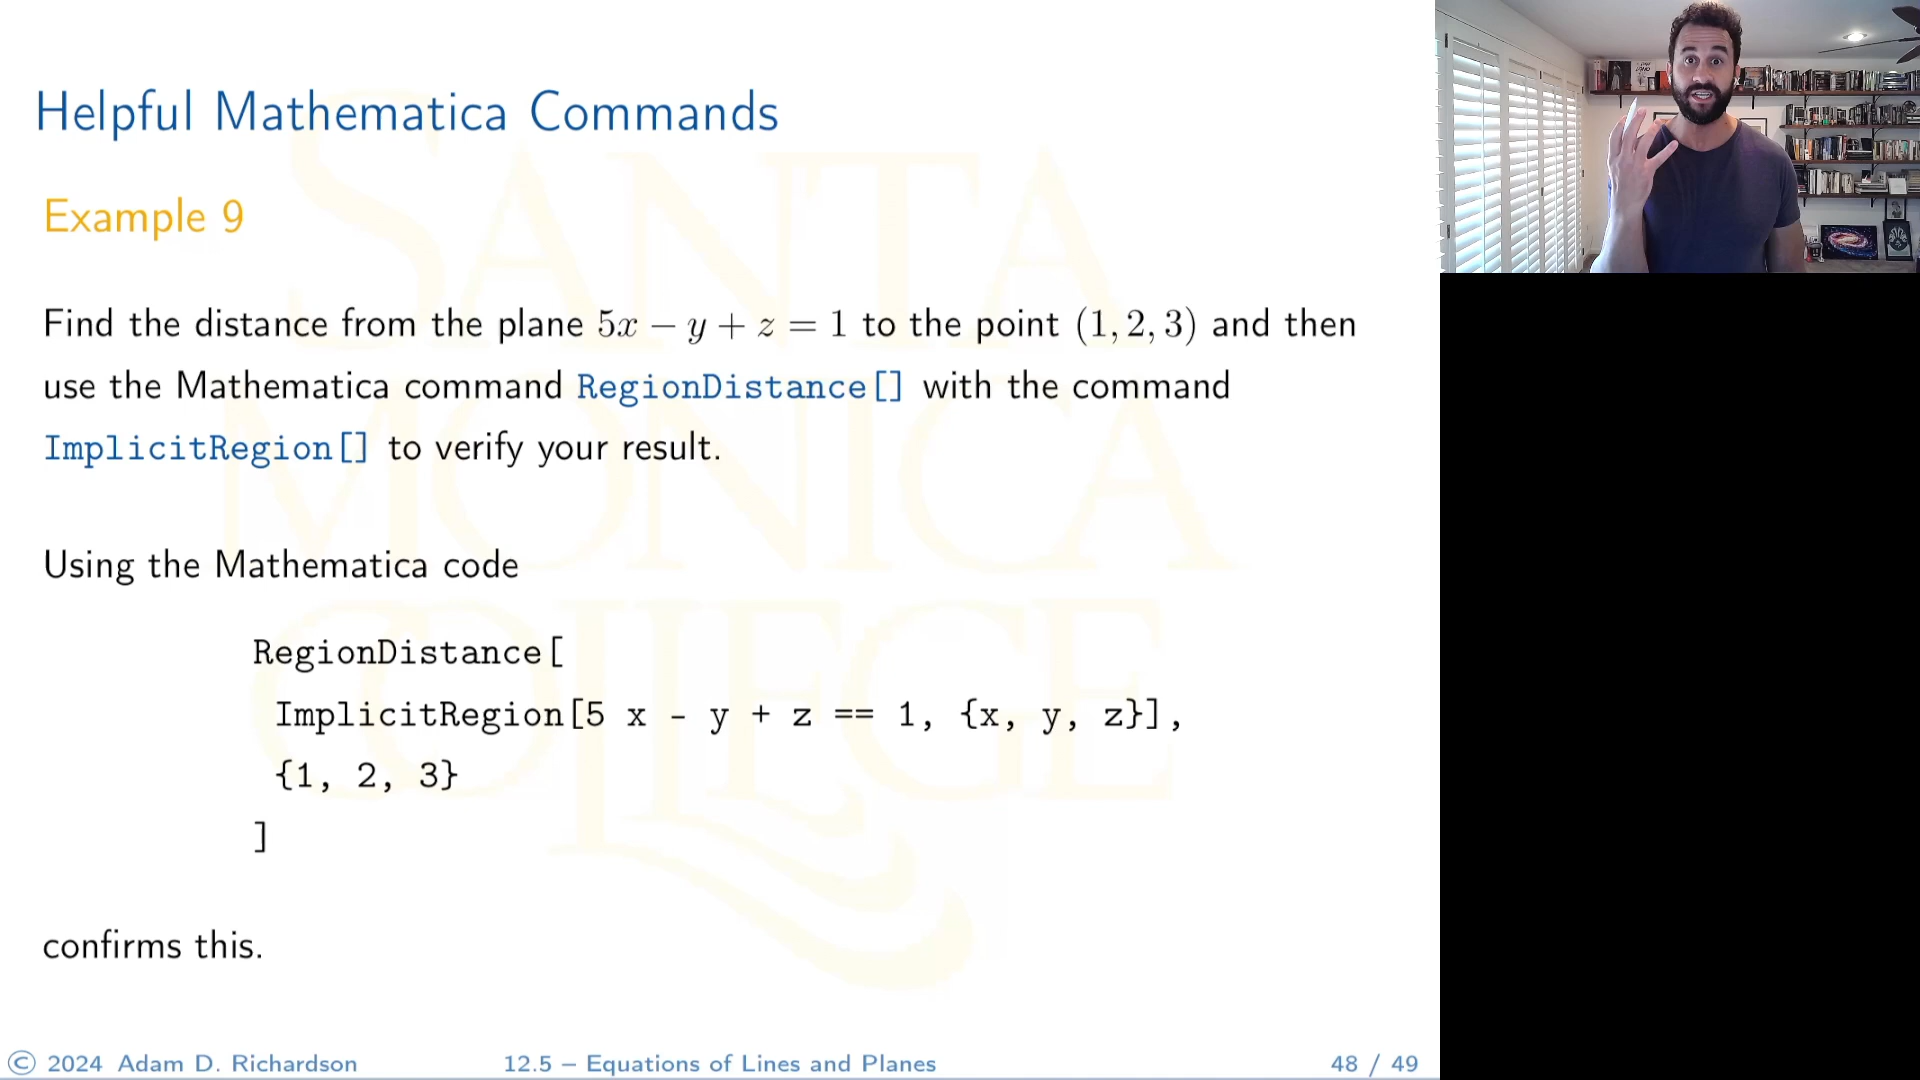 Helpful Mathematica Commands
Example 9
Find the distance from the plane 5x − y + z = 1 to the point (1, 2, 3) and then
use the Mathematica command RegionDistance[] with the command
ImplicitRegion[] to verify your result.
Using the Mathematica code
RegionDistance[
ImplicitRegion[5 x - y + z == 1, {x, y, z}],
{1, 2, 3}
]
confirms this.
SANTA
MONICA
COLLEGE
© 2024 Adam D. Richardson
12.5 – Equations of Lines and Planes
48 / 49